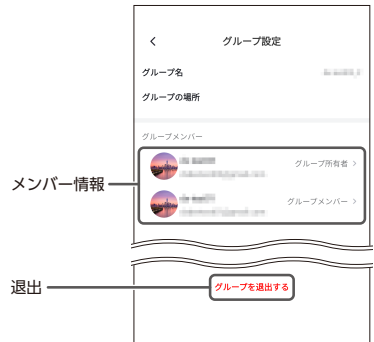 グループ設定
グループ名
グループの場所
グループメンバー
メンバー情報
グループ所有者
グループメンバー
退出
グループを退出する